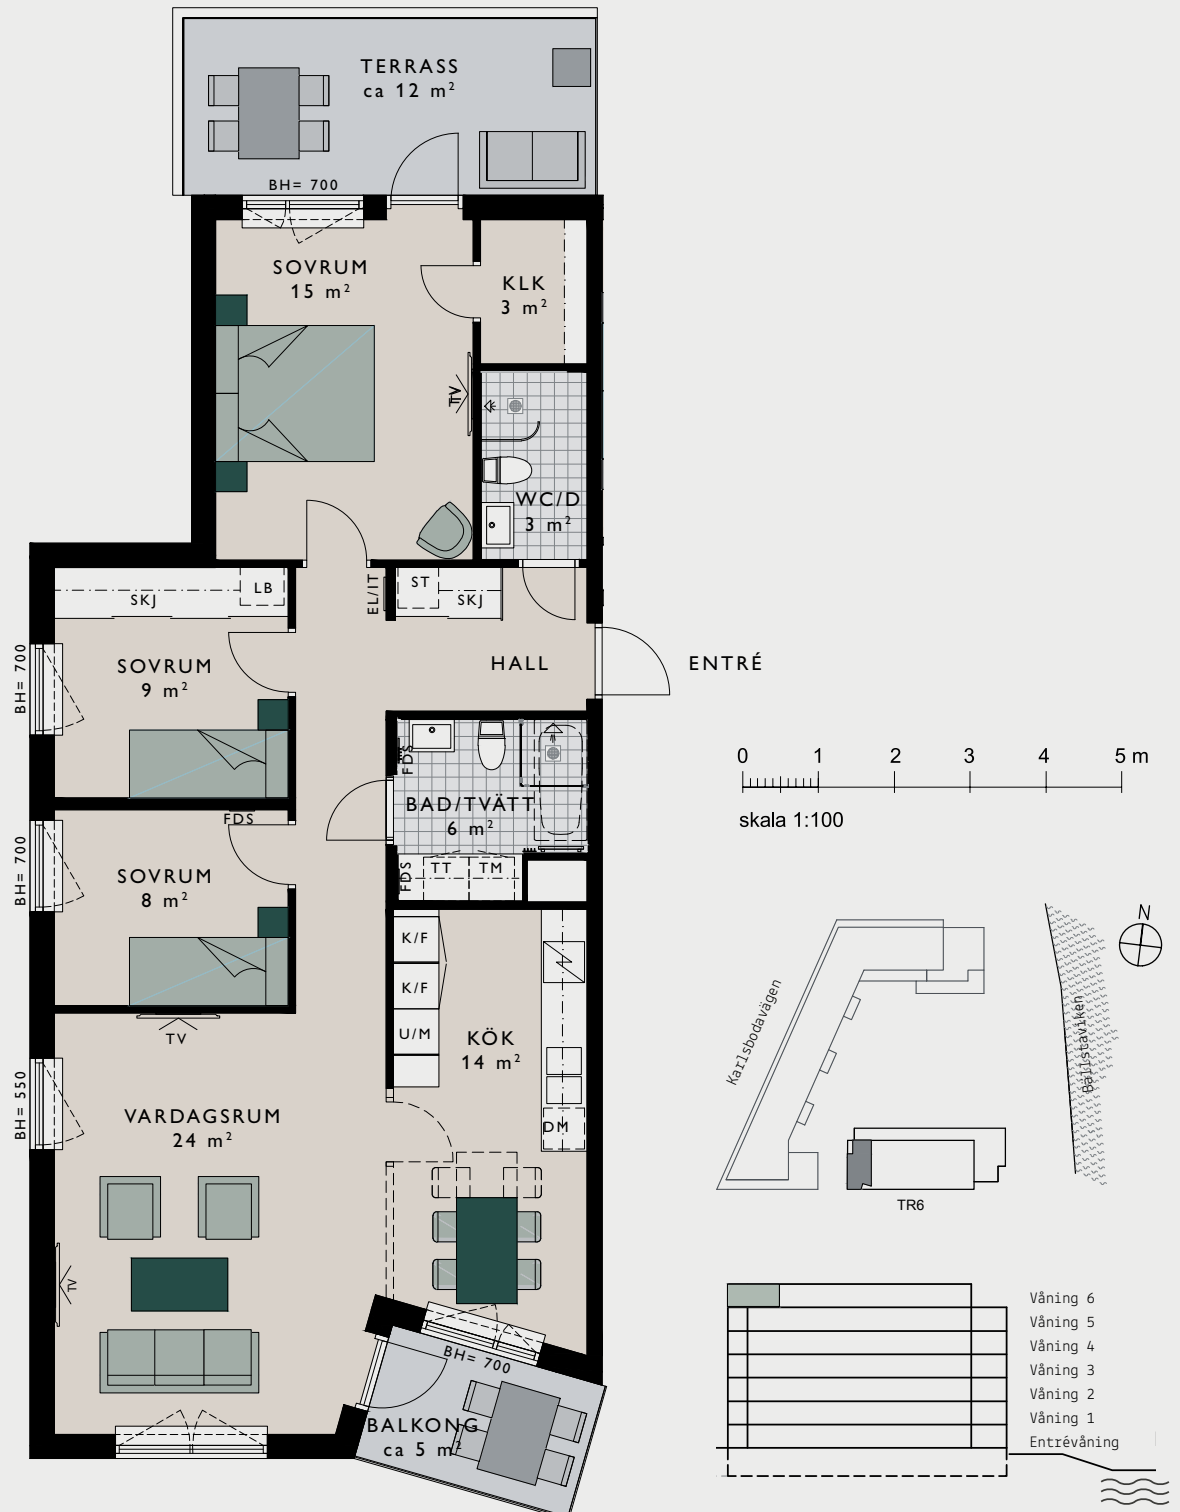 TERRASS
ca 12 m²
BH= 700
SOVRUM
15 m²
KLK
3 m²
TV
WC/D
3 m²
EL/IT
ST
SKJ
SKJ
LB
BH= 700
SOVRUM
9 m²
HALL
ENTRÉ
FDS
BAD/TVÄTT
6 m²
FDS
TT
TM
FDS
BH= 700
SOVRUM
8 m²
K/F
K/F
U/M
KÖK
14 m²
DM
TV
BH= 550
VARDAGSRUM
24 m²
TV
BH= 700
BALKONG
ca 5 m²
0 1 2 3 4 5 m
skala 1:100
N
Karlsbodavägen
Bällstaviken
TR6
Våning 6
Våning 5
Våning 4
Våning 3
Våning 2
Våning 1
Entrévåning